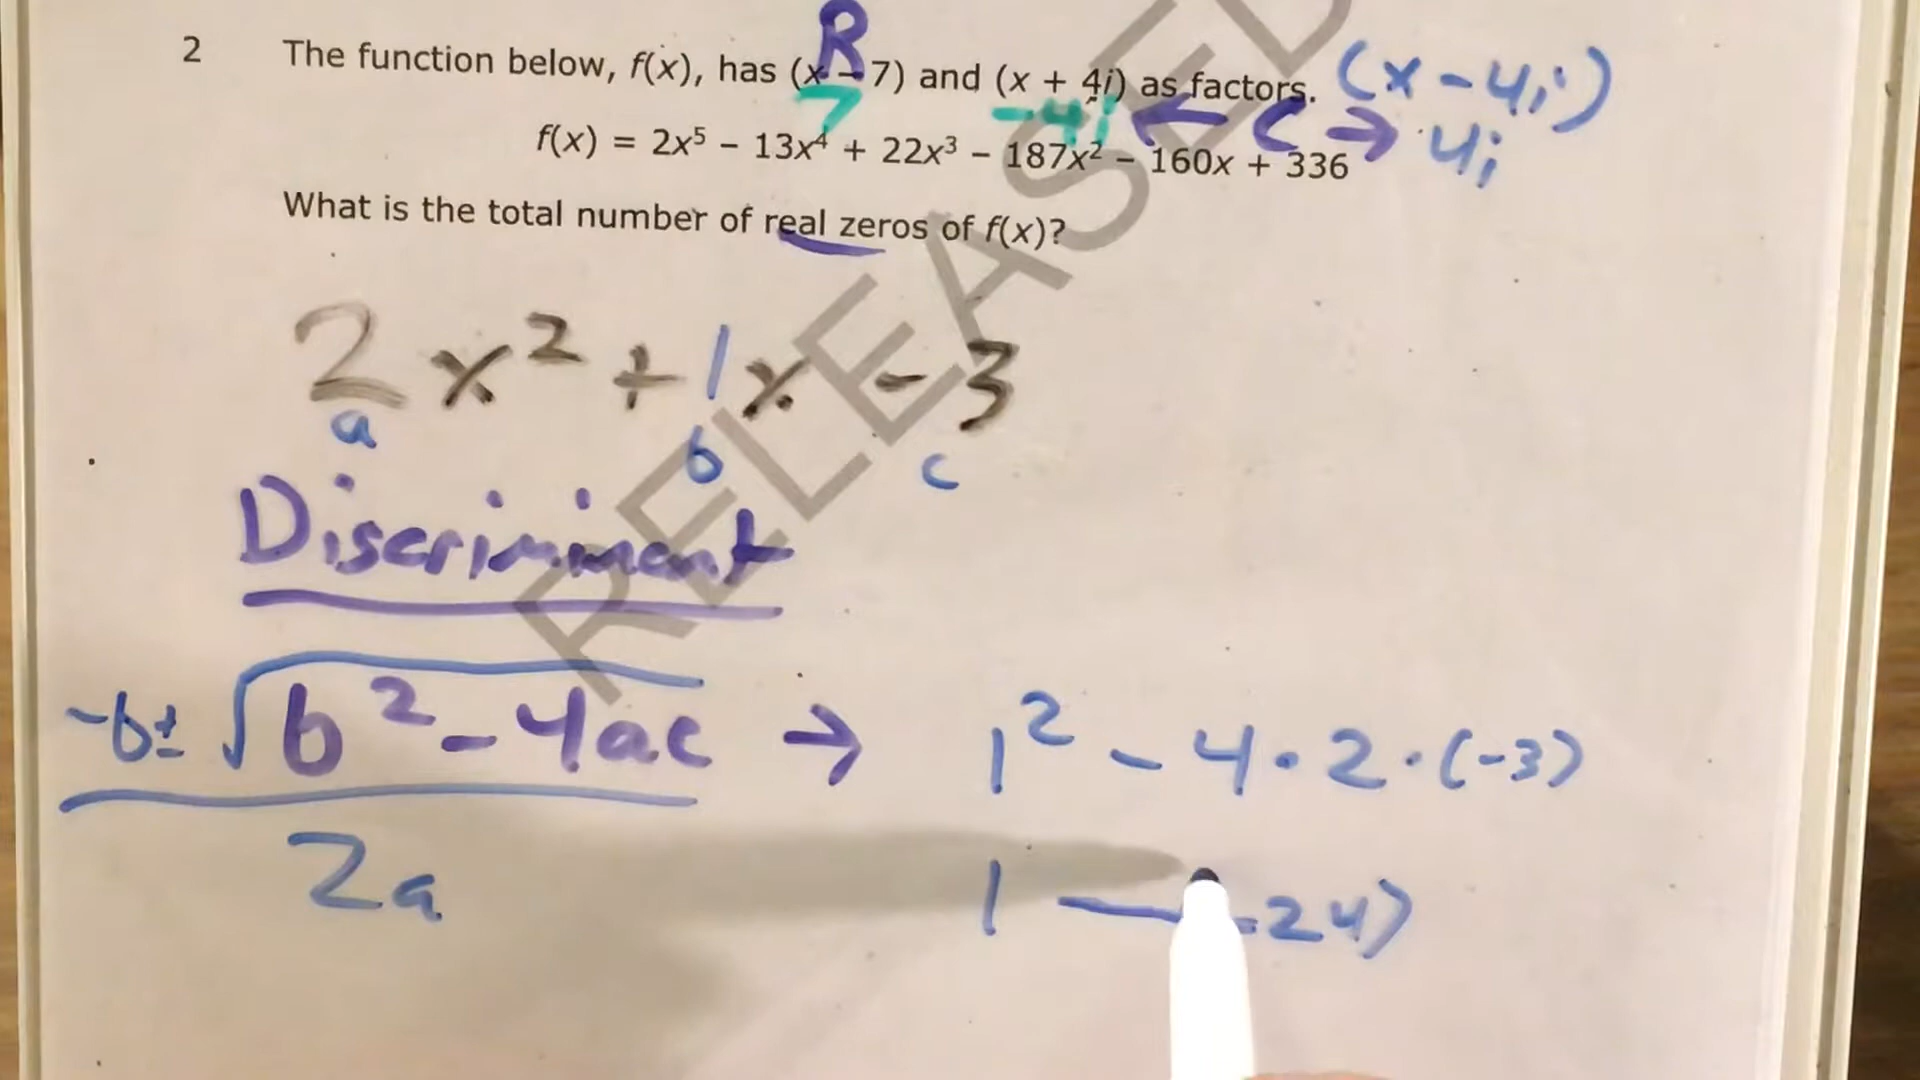 2 The function below, f(x), has (x – 7) and (x + 4i) as factors. (x - 4i)
R
7 -4i ← C → 4i
f(x) = 2x⁵ – 13x⁴ + 22x³ – 187x² – 160x + 336
What is the total number of real zeros of f(x)?
2x² + 1x - 3
a b c
Discriminent
-b± √b² - 4ac → 1² - 4 · 2 · (-3)
2a 1 — -24)
RELEASED